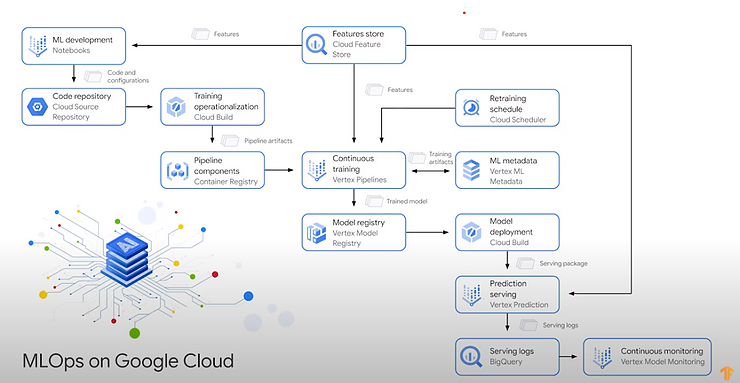 Features
Features
ML development
Notebooks
Features store
Cloud Feature
Store
Code and
configurations
Features
Code repository
Cloud Source
Repository
Training
operationalization
Cloud Build
Retraining
schedule
Cloud Scheduler
Pipeline artifacts
Pipeline
components
Container Registry
Continuous
training
Vertex Pipelines
Training
artifacts
ML metadata
Vertex ML
Metadata
Trained model
Model registry
Vertex Model
Registry
Model
deployment
Cloud Build
AI
Serving package
Prediction
serving
Vertex Prediction
Serving logs
Serving logs
BigQuery
Continuous monitoring
Vertex Model Monitoring
MLOps on Google Cloud